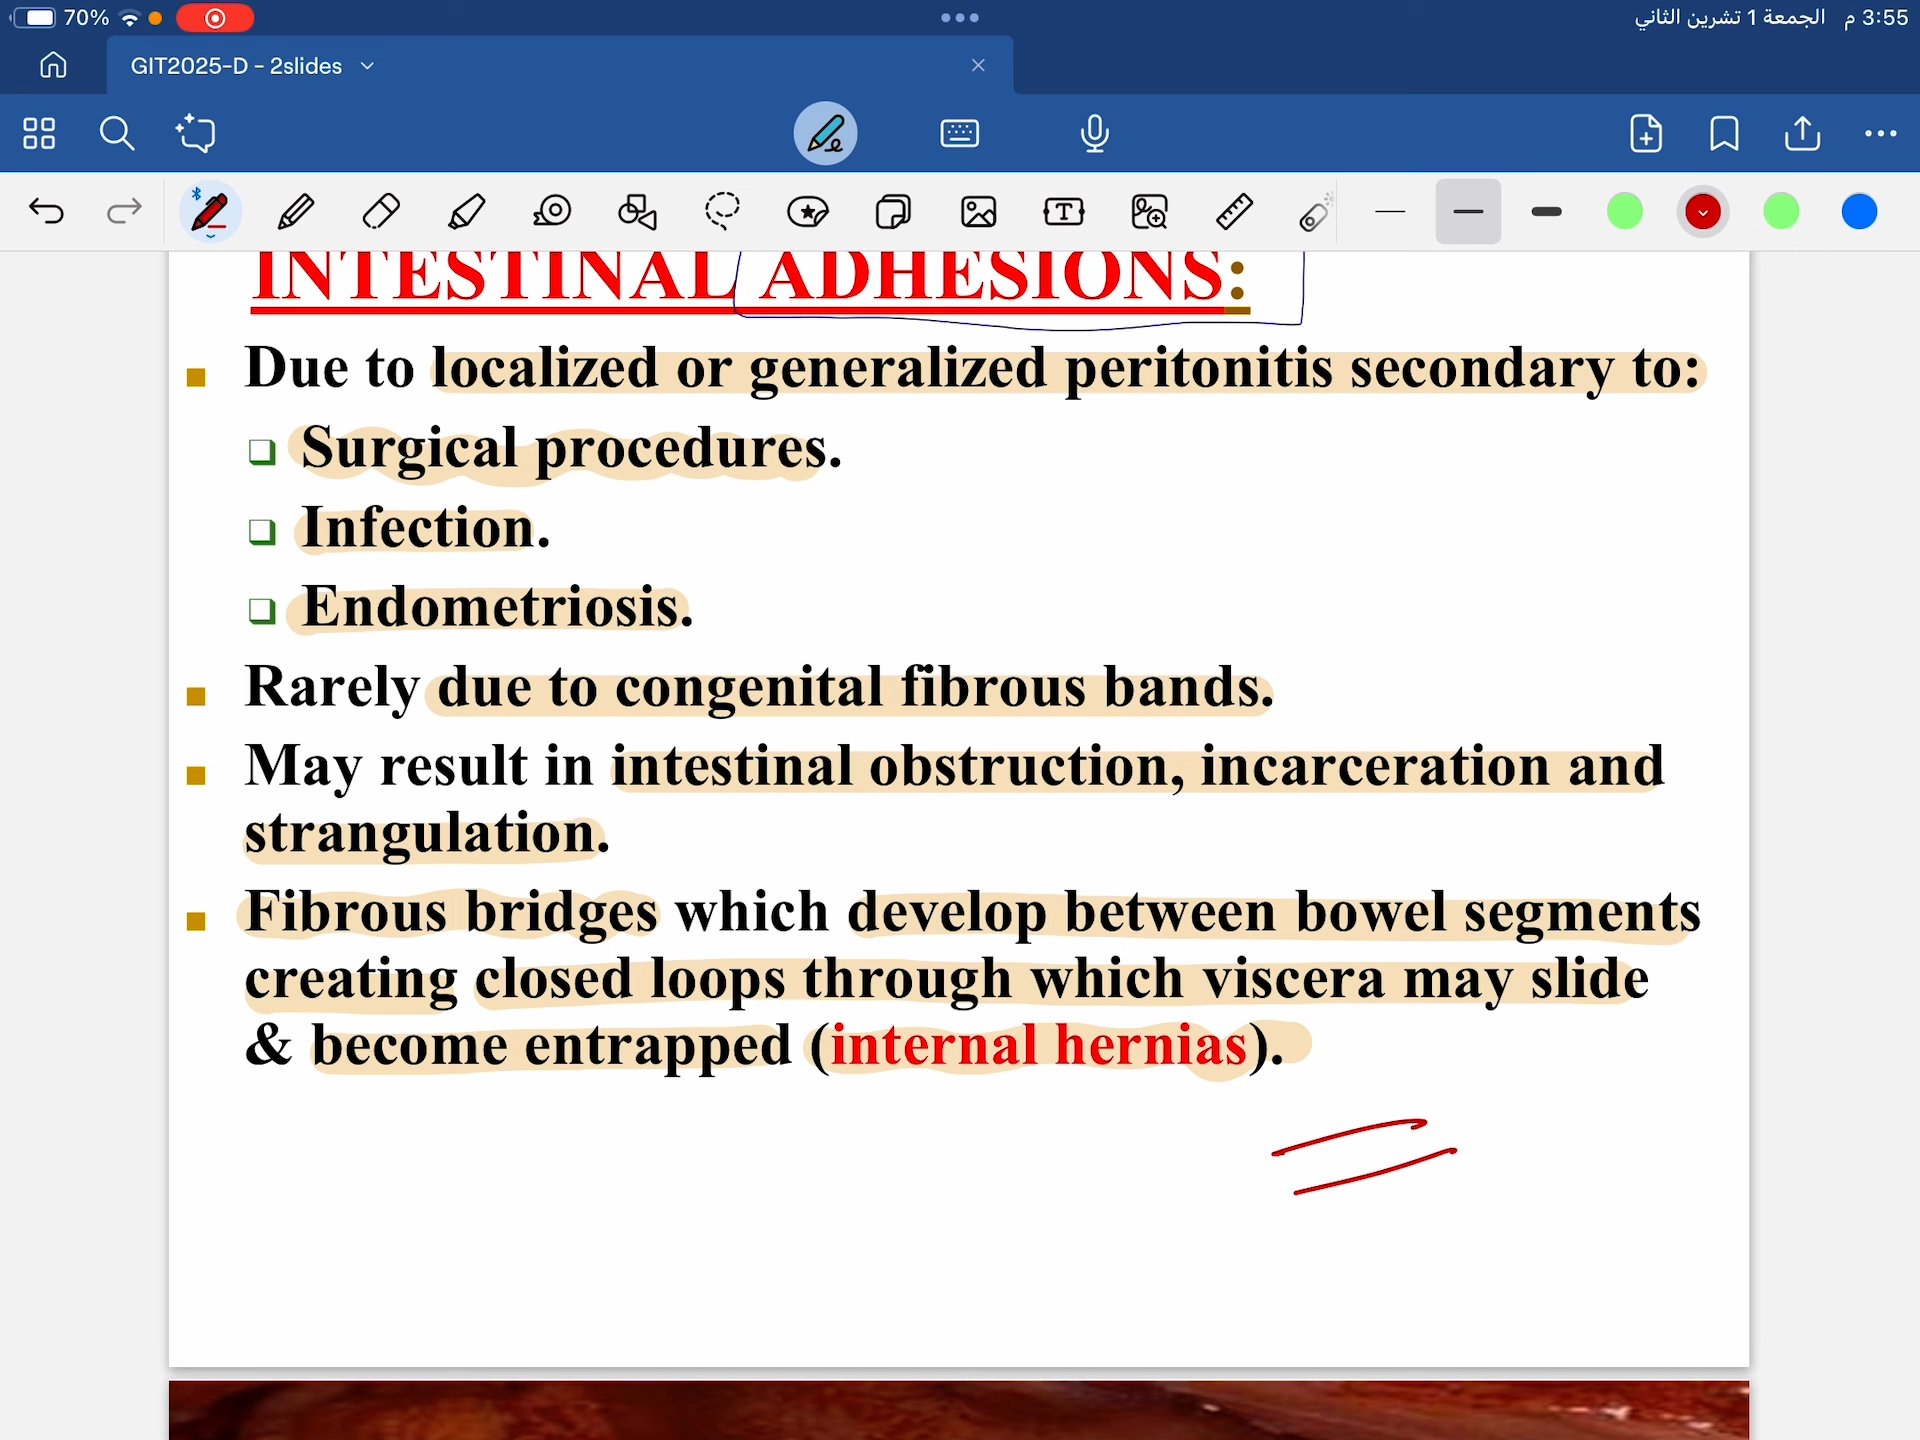 70%
3:55 م الجمعة 1 تشرين الثاني
GIT2025-D - 2slides
INTESTINAL ADHESIONS:
Due to localized or generalized peritonitis secondary to:
Surgical procedures.
Infection.
Endometriosis.
Rarely due to congenital fibrous bands.
May result in intestinal obstruction, incarceration and
strangulation.
Fibrous bridges which develop between bowel segments
creating closed loops through which viscera may slide
& become entrapped (internal hernias).